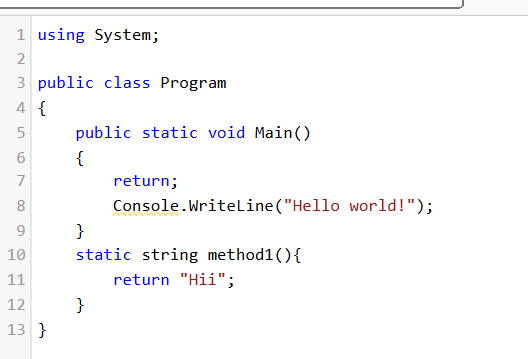 1 using System;
2
3 public class Program
4 {
5     public static void Main()
6     {
7         return;
8         Console.WriteLine("Hello world!");
9     }
10     static string method1(){
11         return "Hii";
12     }
13 }